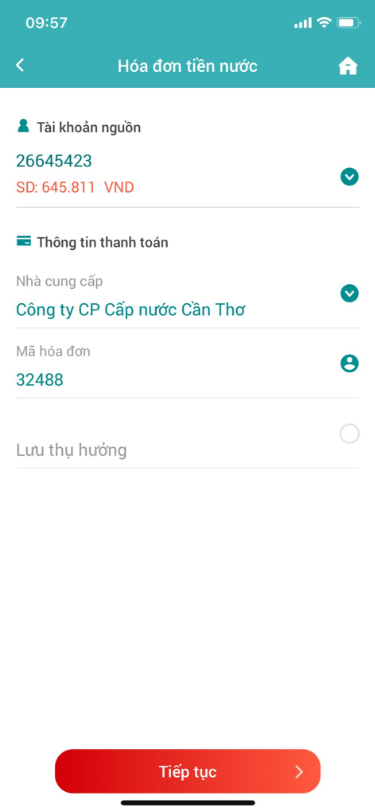 09:57
Hóa đơn tiền nước
Tài khoản nguồn
26645423
SD: 645.811 VND
Thông tin thanh toán
Nhà cung cấp
Công ty CP Cấp nước Cần Thơ
Mã hóa đơn
32488
Lưu thụ hưởng
Tiếp tục